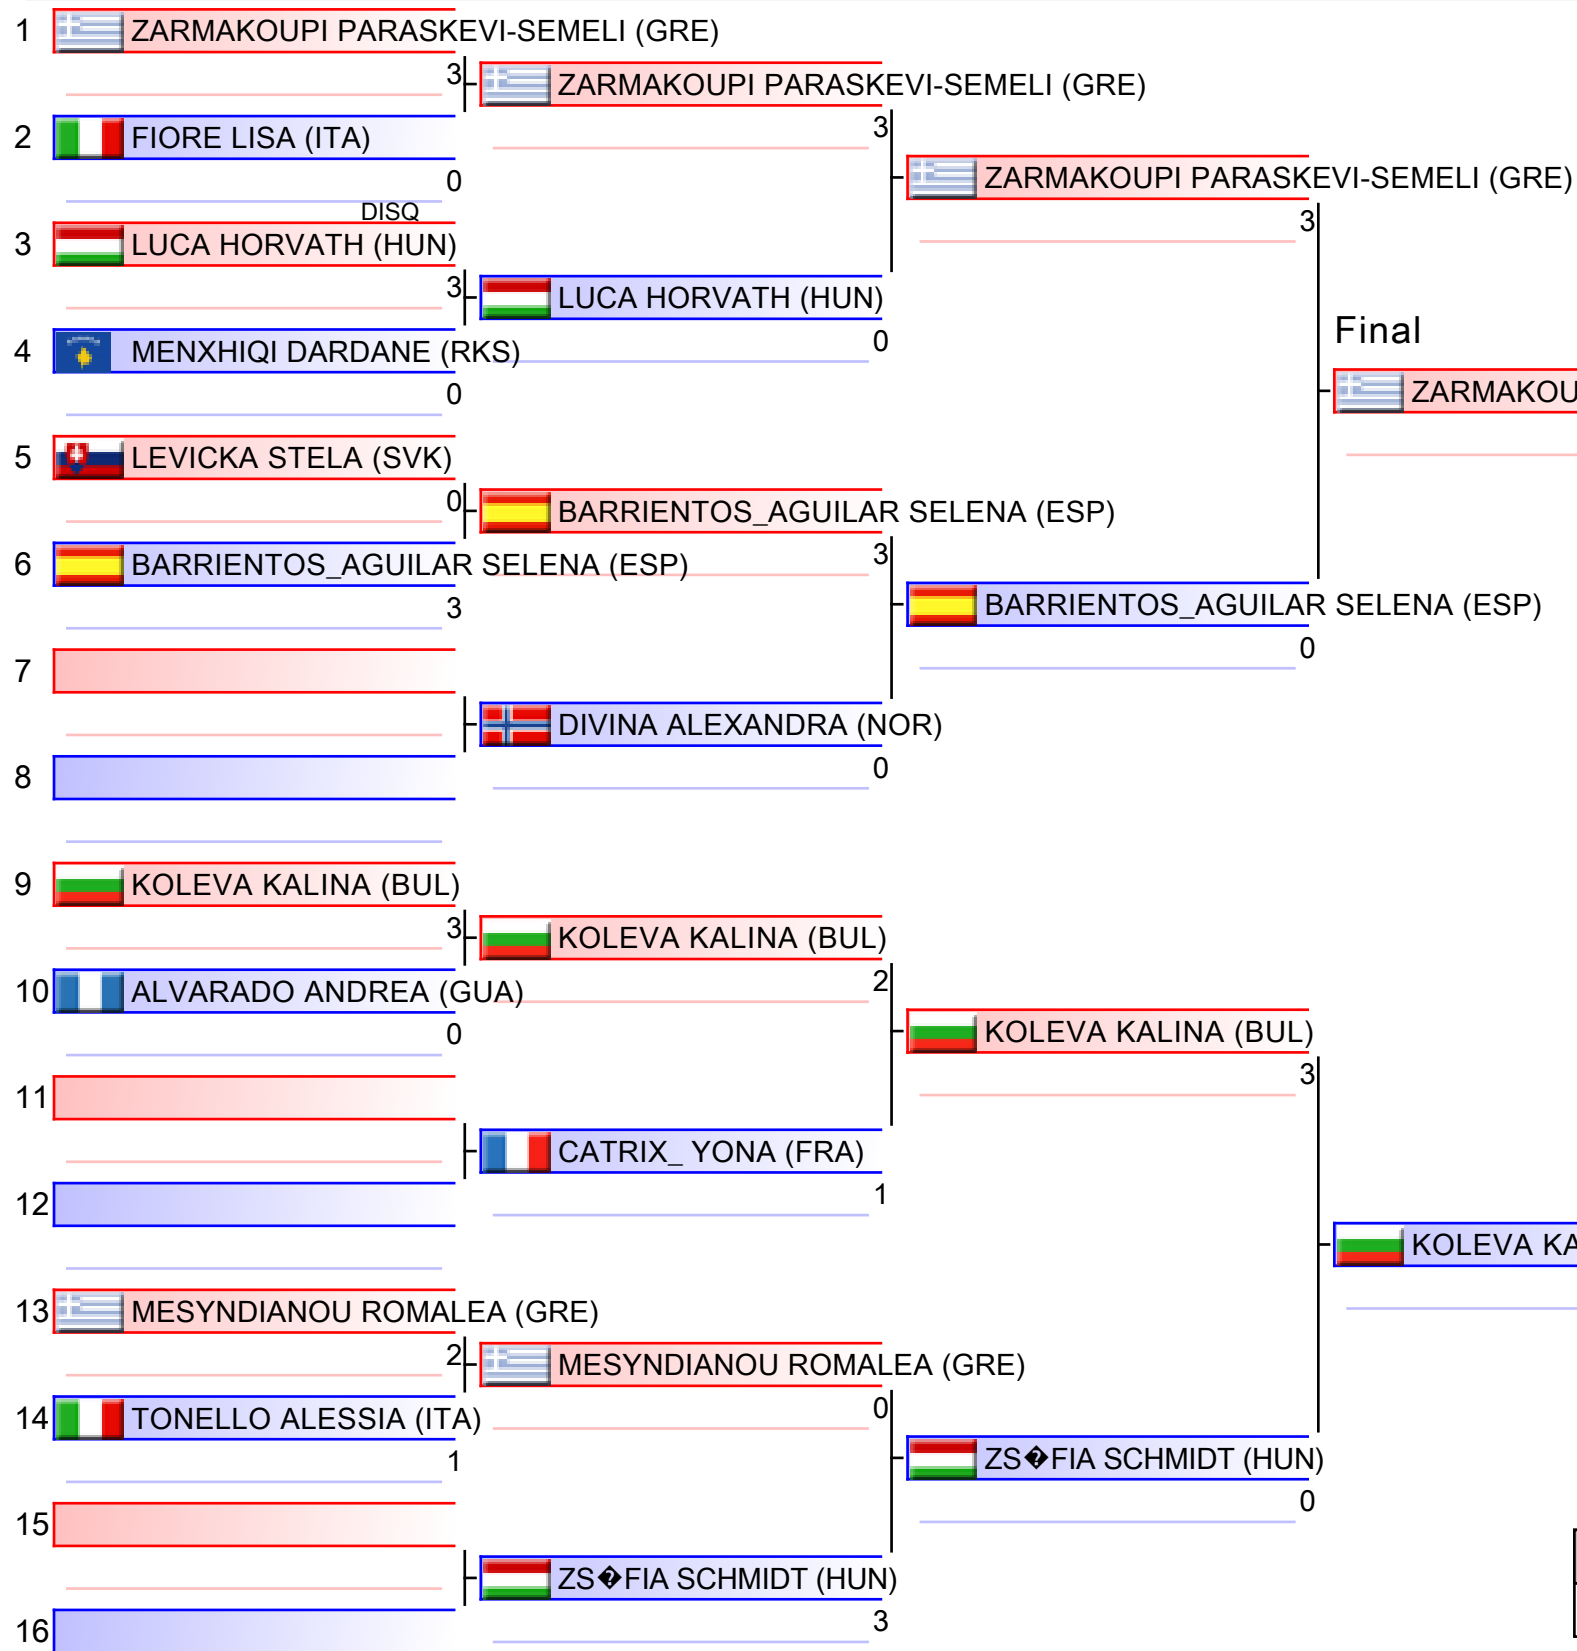 1 ZARMAKOUPI PARASKEVI-SEMELI (GRE)
3 ZARMAKOUPI PARASKEVI-SEMELI (GRE)
2 FIORE LISA (ITA) 3
0 ZARMAKOUPI PARASKEVI-SEMELI (GRE)
DISQ 3
3 LUCA HORVATH (HUN)
3 LUCA HORVATH (HUN)
0 Final
4 MENXHIQI DARDANE (RKS)
0 ZARMAKOU
5 LEVICKA STELA (SVK)
0 BARRIENTOS_AGUILAR SELENA (ESP)
6 BARRIENTOS_AGUILAR SELENA (ESP) 3
3 BARRIENTOS_AGUILAR SELENA (ESP)
0
7
DIVINA ALEXANDRA (NOR)
8 0
9 KOLEVA KALINA (BUL)
3 KOLEVA KALINA (BUL)
10 ALVARADO ANDREA (GUA) 2
0 KOLEVA KALINA (BUL)
3
11
CATRIX_ YONA (FRA)
12 1
KOLEVA KA
13 MESYNDIANOU ROMALEA (GRE)
2 MESYNDIANOU ROMALEA (GRE)
14 TONELLO ALESSIA (ITA) 0
1 ZS�FIA SCHMIDT (HUN)
0
15
ZS�FIA SCHMIDT (HUN)
16 3